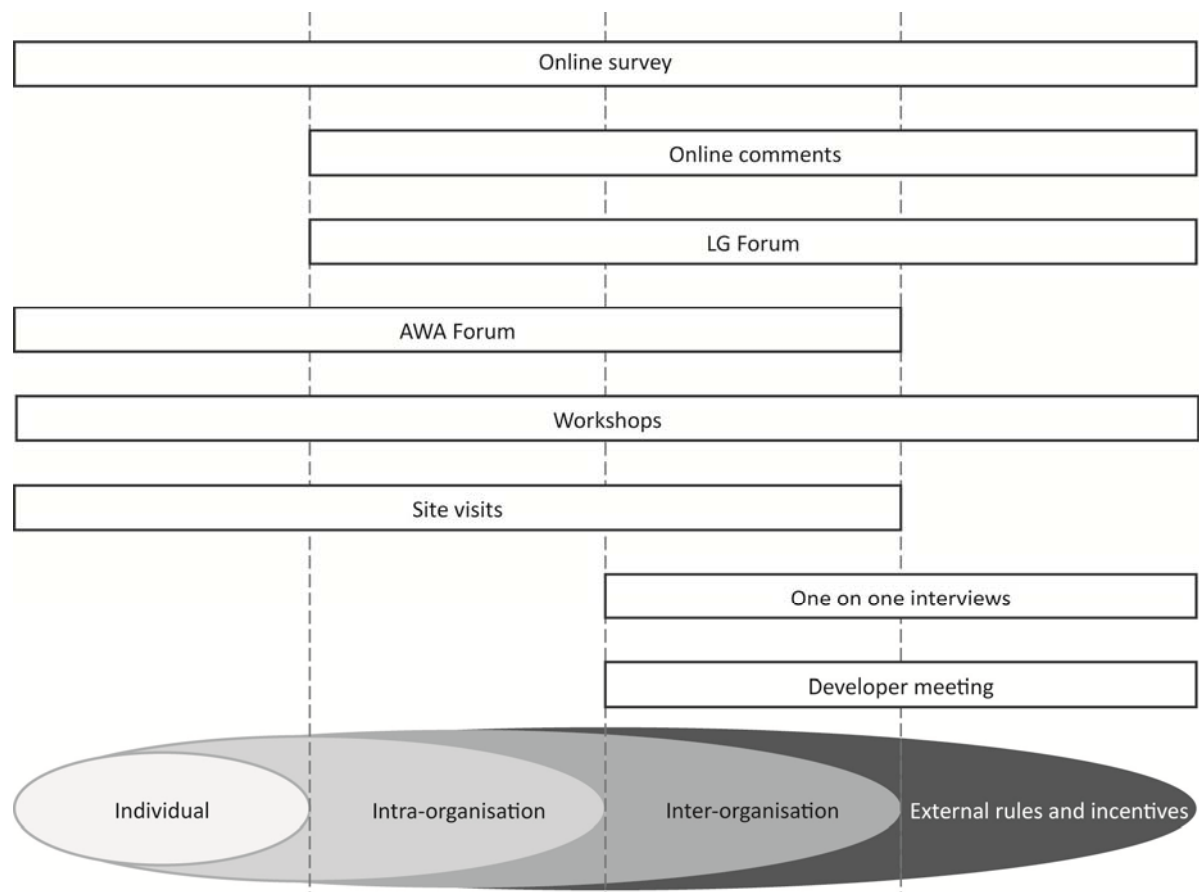 Online survey
Online comments
LG Forum
AWA Forum
Workshops
Site visits
One on one interviews
Developer meeting
Individual
Intra-organisation
Inter-organisation
External rules and incentives